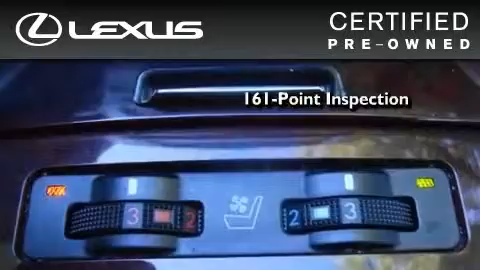 LEXUS
CERTIFIED
PRE-OWNED
161-Point Inspection
3 2 2 3